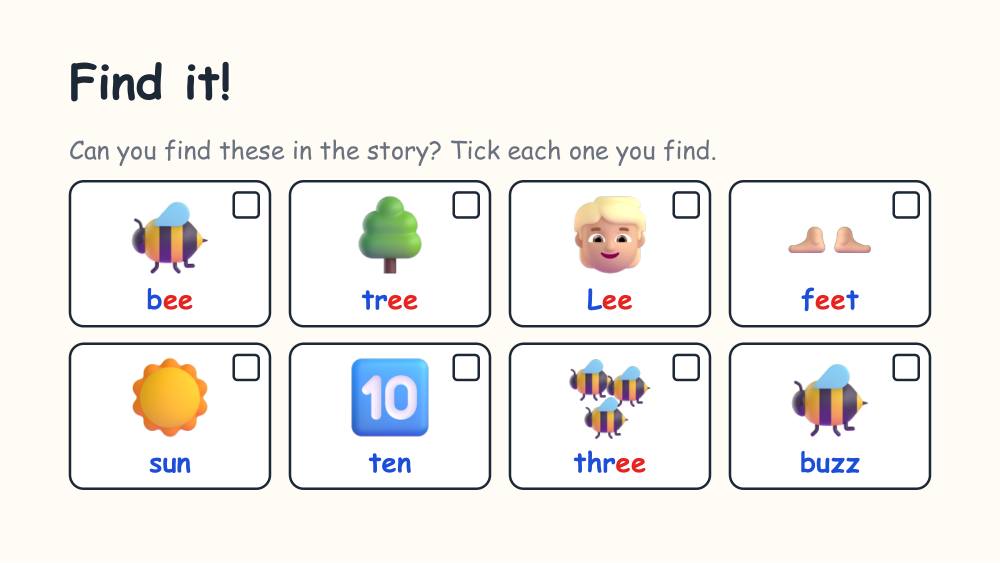 Find it!
Can you find these in the story? Tick each one you find.
bee tree Lee feet
10
sun ten three buzz